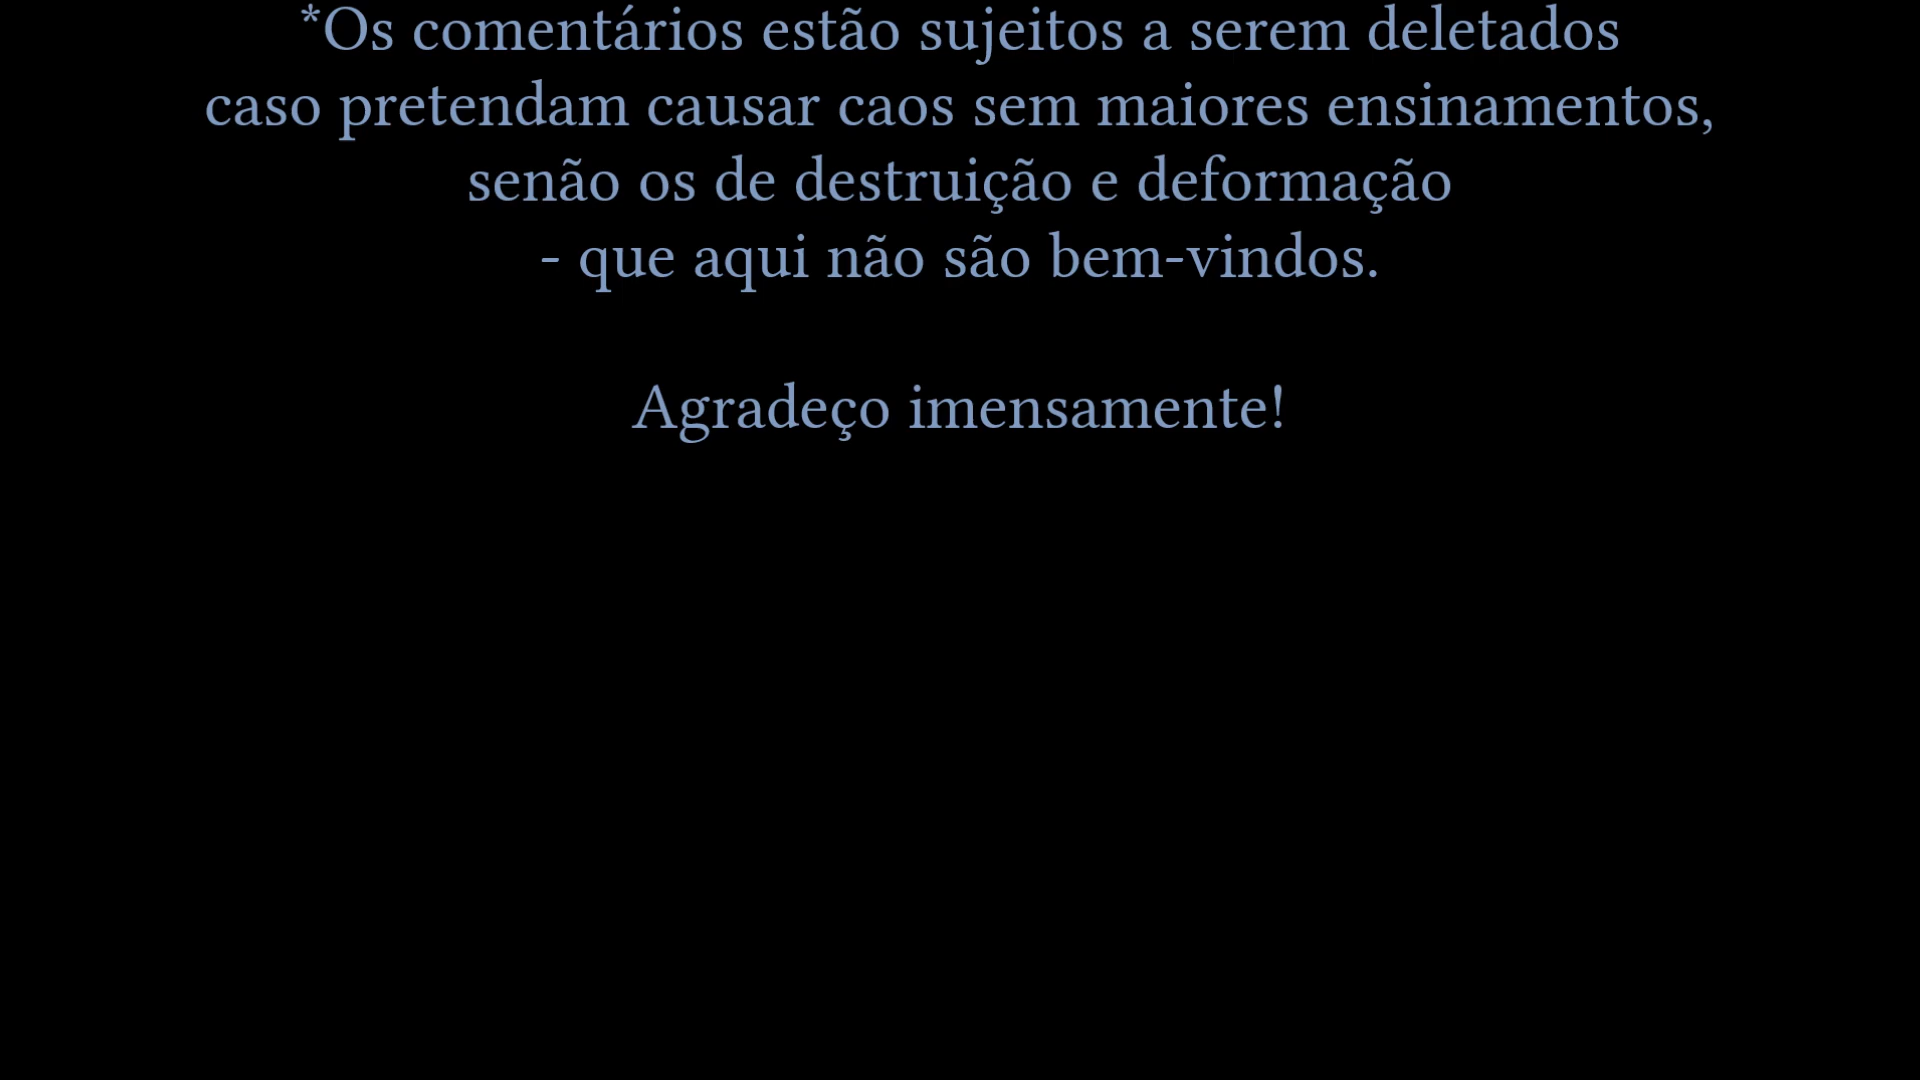 *Os comentários estão sujeitos a serem deletados
caso pretendam causar caos sem maiores ensinamentos,
senão os de destruição e deformação
- que aqui não são bem-vindos.
Agradeço imensamente!